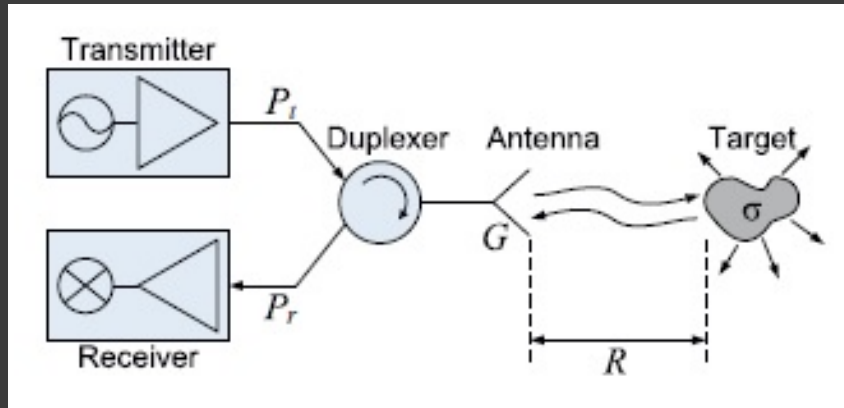 Transmitter
Pt
Duplexer
Antenna
Target
σ
G
Pr
Receiver
R